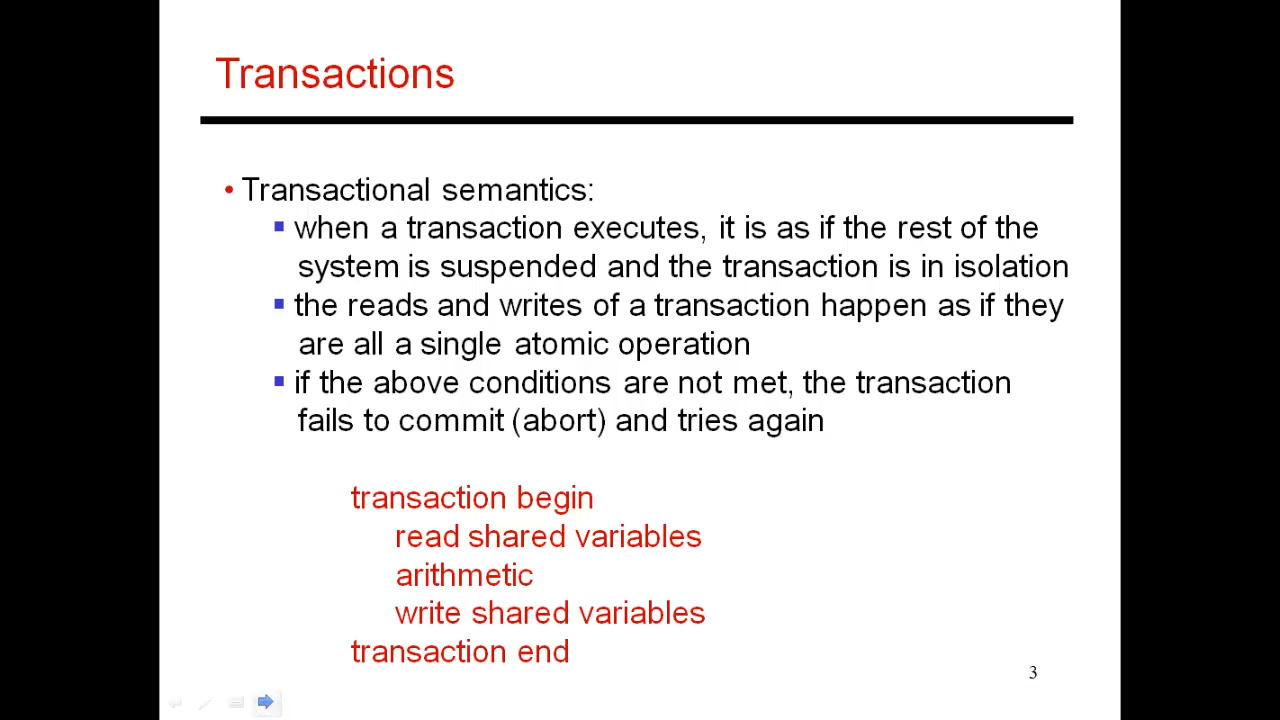 Transactions
• Transactional semantics:
▪ when a transaction executes, it is as if the rest of the
system is suspended and the transaction is in isolation
▪ the reads and writes of a transaction happen as if they
are all a single atomic operation
▪ if the above conditions are not met, the transaction
fails to commit (abort) and tries again
transaction begin
read shared variables
arithmetic
write shared variables
transaction end
3